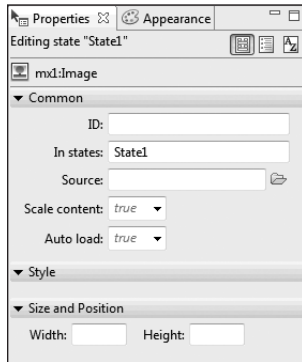 Properties Appearance
Editing state "State1"
mx1:Image
Common
ID:
In states: State1
Source:
Scale content: true
Auto load: true
Style
Size and Position
Width: Height: